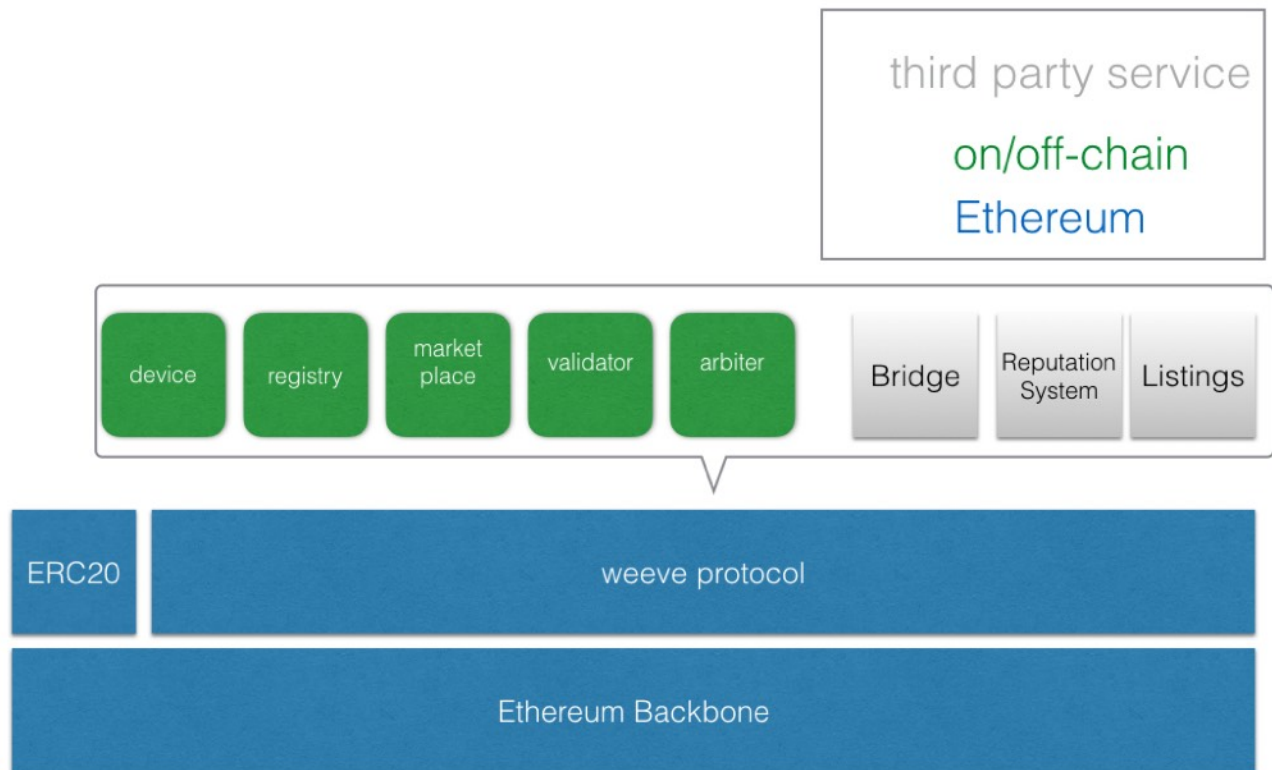 third party service
on/off-chain
Ethereum
device
registry
market
place
validator
arbiter
Bridge
Reputation
System
Listings
ERC20
weeve protocol
Ethereum Backbone